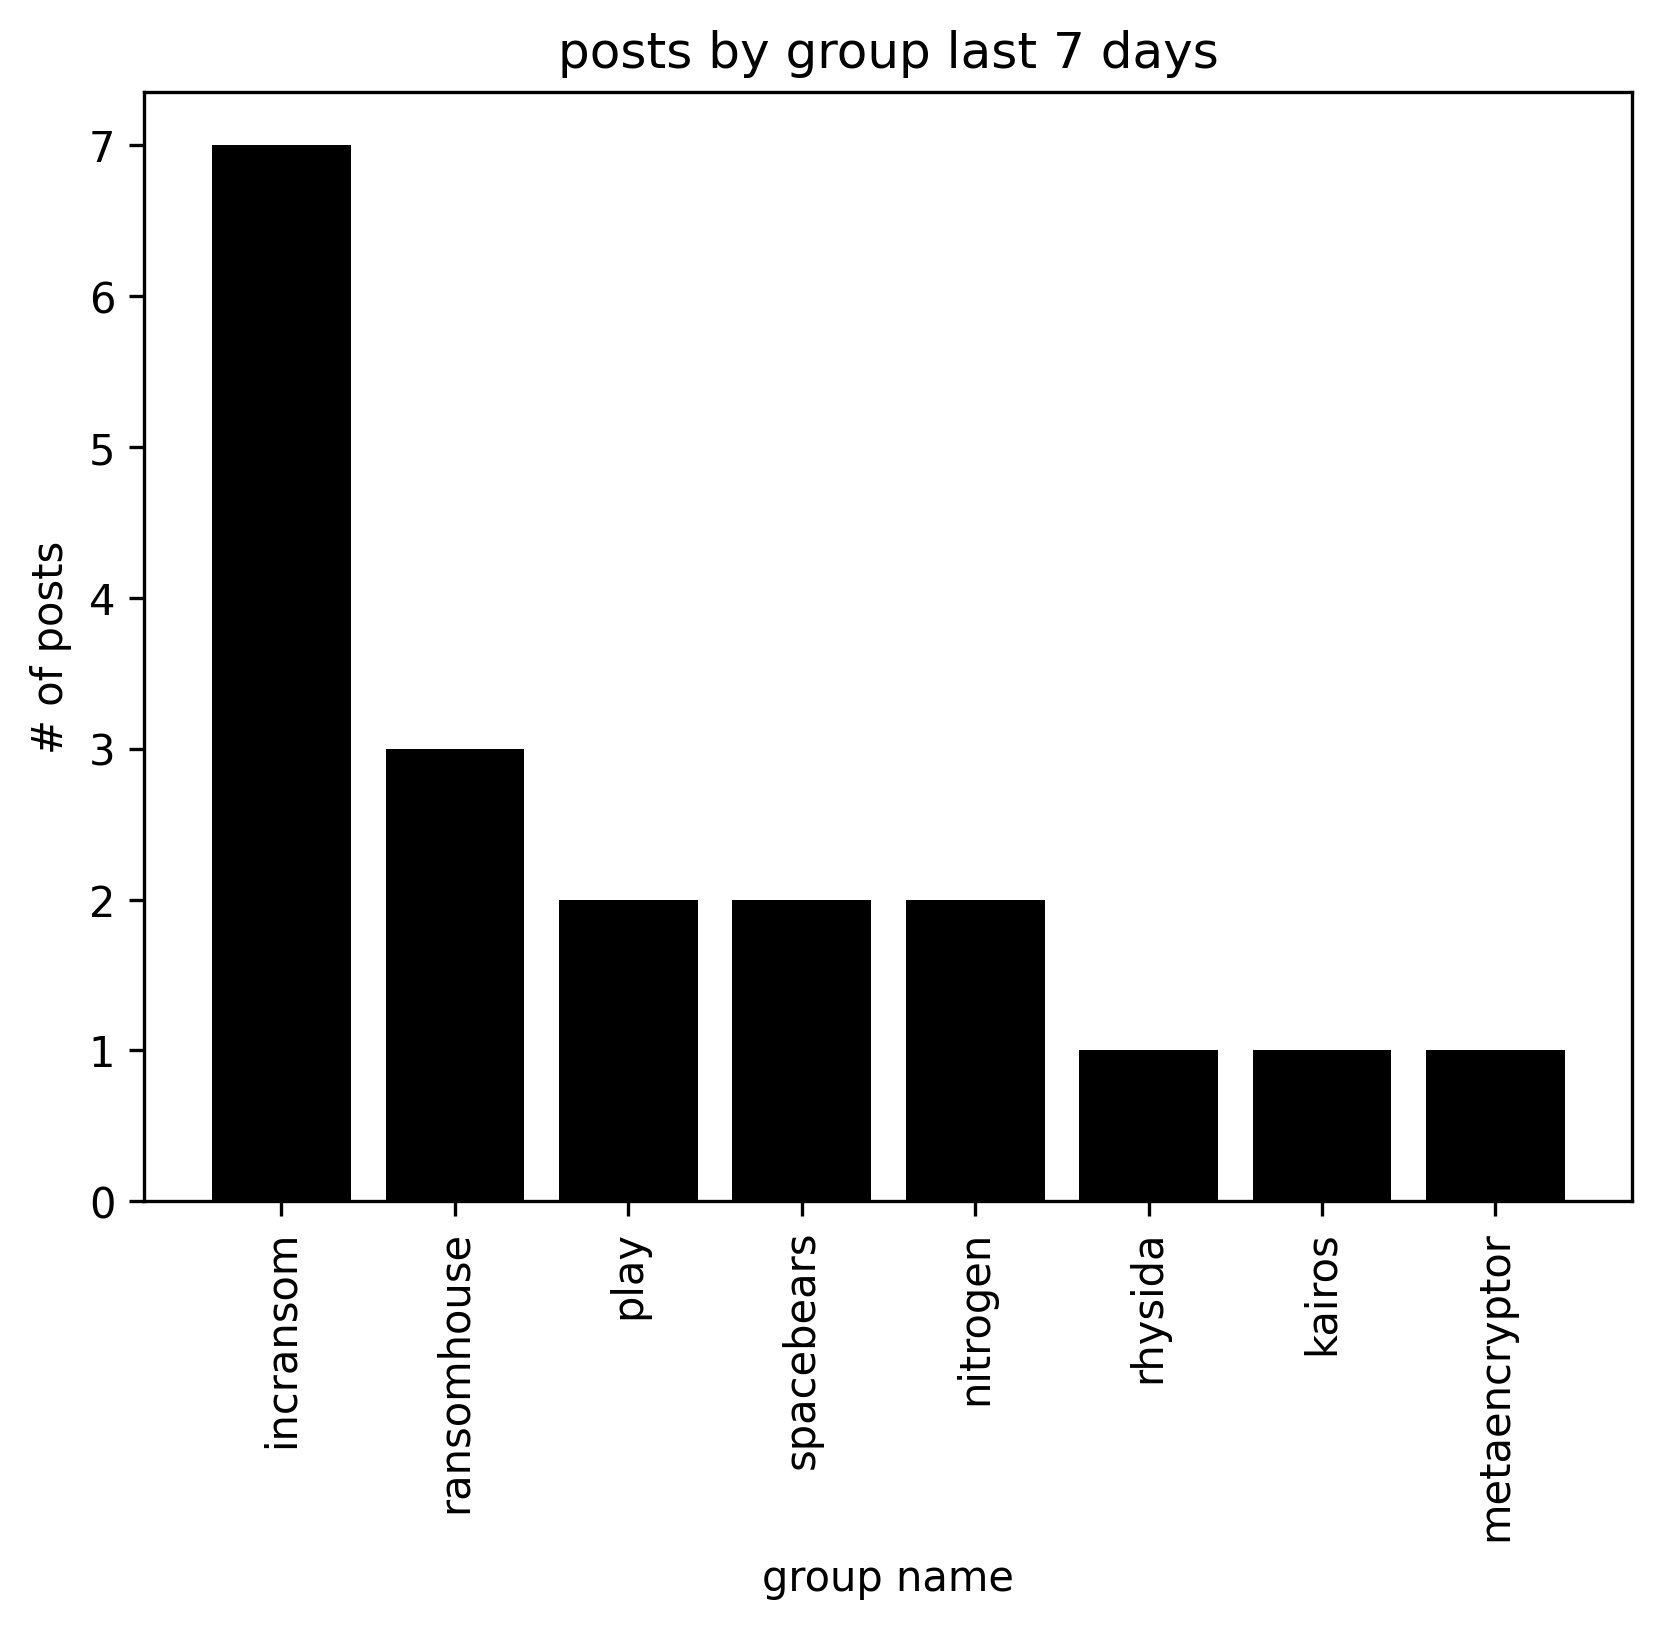 posts by group last 7 days
# of posts
7
6
5
4
3
2
1
0
incransom
ransomhouse
play
spacebears
nitrogen
rhysida
kairos
metaencryptor
group name